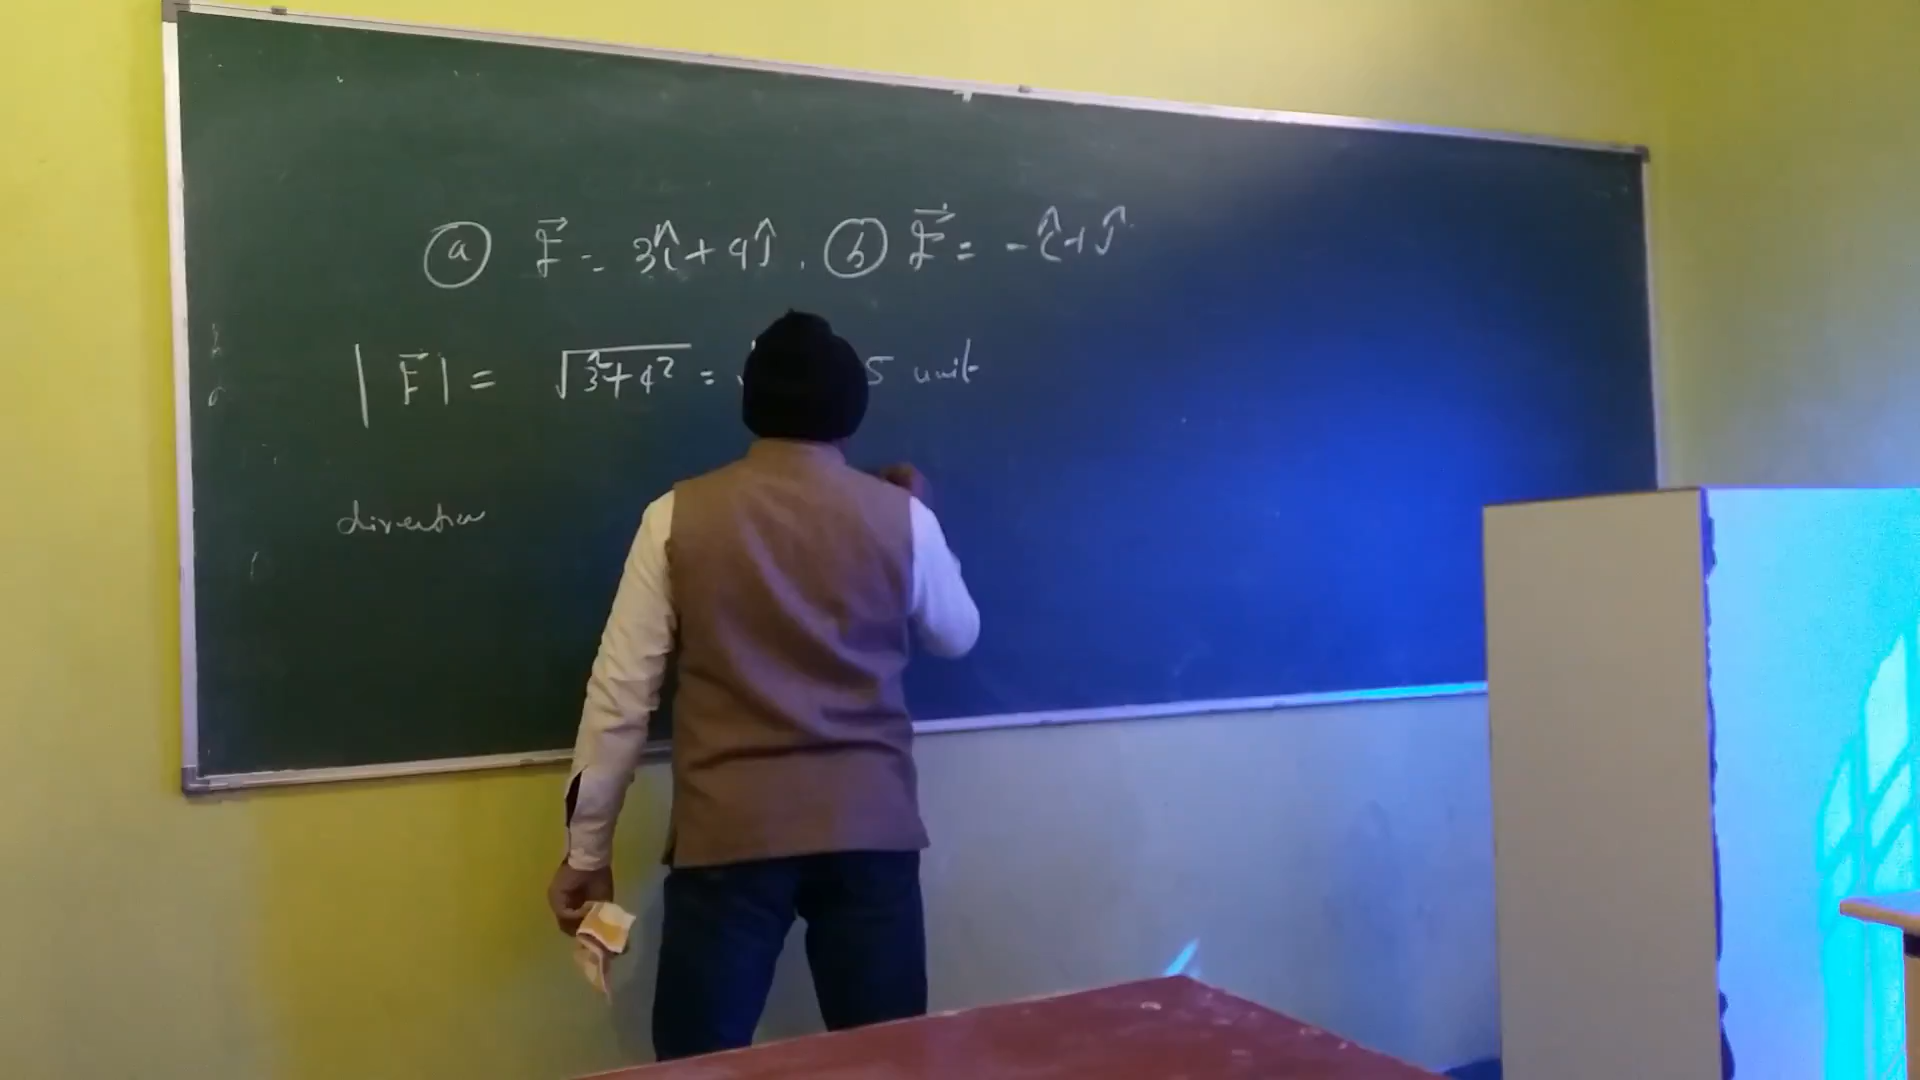 ⓐ F⃗ = 3î + 4ĵ . ⓑ F⃗ = -î + ĵ
|F⃗| = √3²+4² = 5 unit
direction